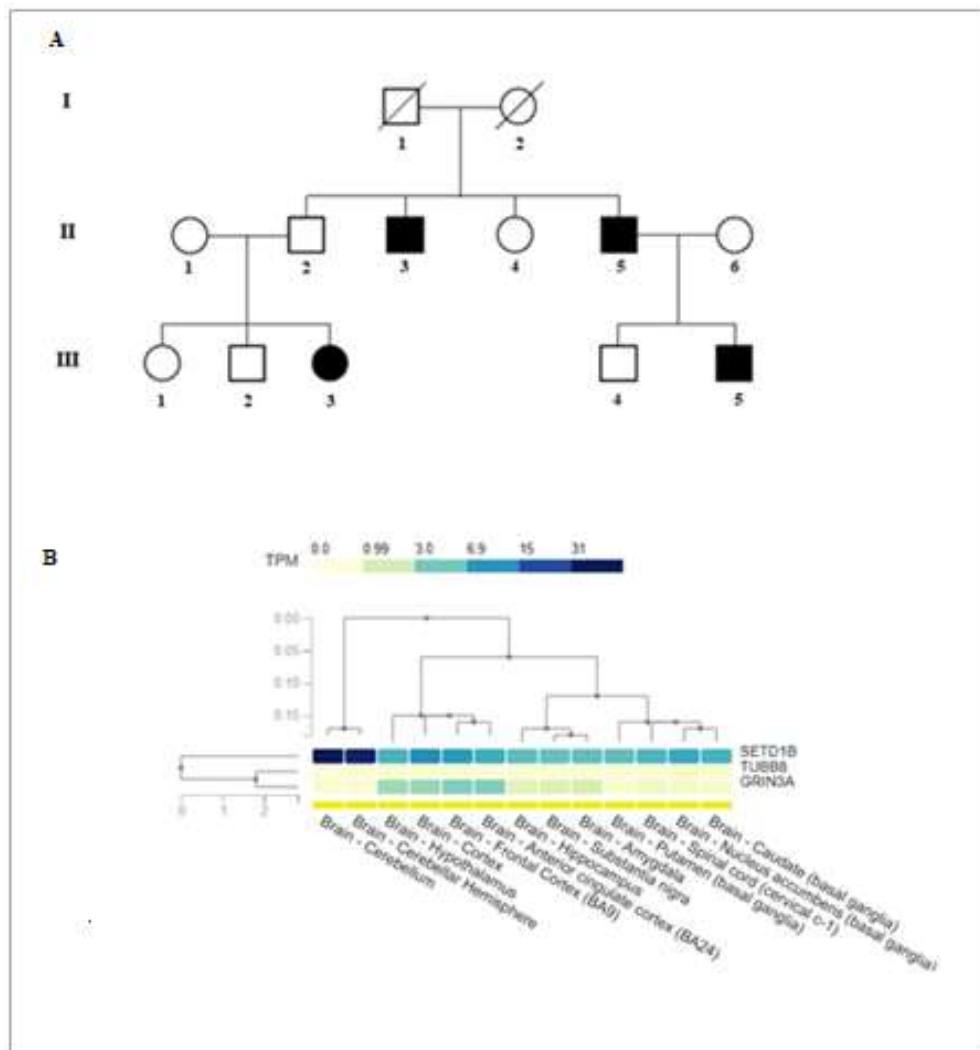 A
I
1 2
II
1 2 3 4 5 6
III
1 2 3 4 5
B
TPM
0.0 0.99 3.0 6.9 15 31
0.00
0.05
0.10
0.15
SETD1B
TUBB8
GRIN3A
0 1 2
Brain - Cerebellum
Brain - Cerebellar Hemisphere
Brain - Hypothalamus
Brain - Cortex
Brain - Frontal Cortex (BA9)
Brain - Anterior cingulate cortex (BA24)
Brain - Hippocampus
Brain - Substantia nigra
Brain - Amygdala
Brain - Putamen (basal ganglia)
Brain - Spinal cord (cervical c-1)
Brain - Nucleus accumbens (basal ganglia)
Brain - Caudate (basal ganglia)